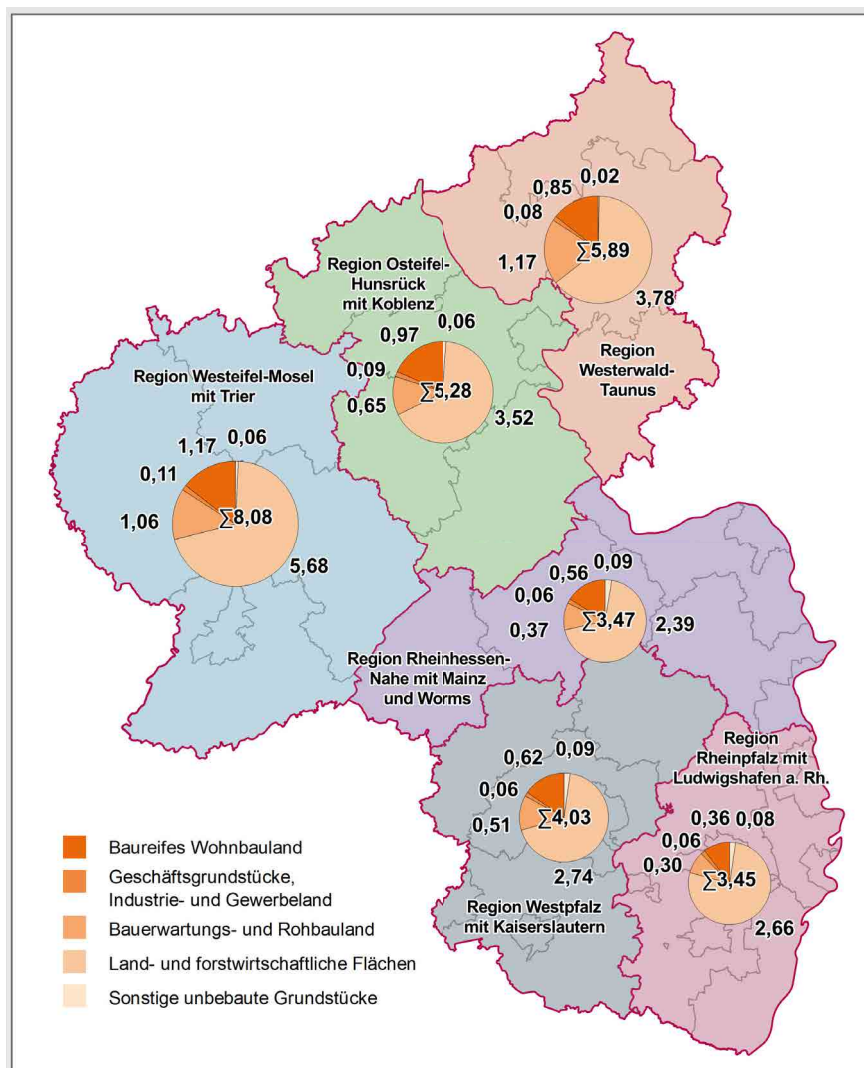 0,85
0,02
0,08
1,17
∑5,89
3,78
Region
Westerwald-
Taunus
Region Osteifel-
Hunsrück
mit Koblenz
0,97
0,06
0,09
0,65
∑5,28
3,52
Region Westeifel-Mosel
mit Trier
1,17
0,06
0,11
1,06
∑8,08
5,68
0,56
0,09
0,06
0,37
∑3,47
2,39
Region Rheinhessen-
Nahe mit Mainz
und Worms
0,62
0,09
0,06
0,51
∑4,03
2,74
Region Westpfalz
mit Kaiserslautern
Region
Rheinpfalz mit
Ludwigshafen a. Rh.
0,36
0,08
0,06
0,30
∑3,45
2,66
Baureifes Wohnbauland
Geschäftsgrundstücke,
Industrie- und Gewerbeland
Bauerwartungs- und Rohbauland
Land- und forstwirtschaftliche Flächen
Sonstige unbebaute Grundstücke